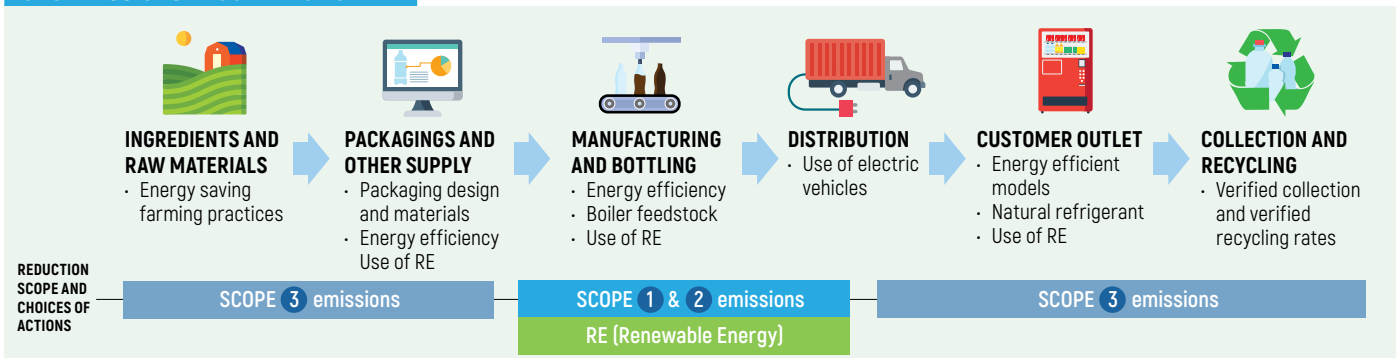 INGREDIENTS AND
RAW MATERIALS
· Energy saving
farming practices
PACKAGINGS AND
OTHER SUPPLY
· Packaging design
and materials
· Energy efficiency
Use of RE
MANUFACTURING
AND BOTTLING
· Energy efficiency
· Boiler feedstock
· Use of RE
DISTRIBUTION
· Use of electric
vehicles
CUSTOMER OUTLET
· Energy efficient
models
· Natural refrigerant
· Use of RE
COLLECTION AND
RECYCLING
· Verified collection
and verified
recycling rates
REDUCTION
SCOPE AND
CHOICES OF
ACTIONS
SCOPE 3 emissions
SCOPE 1 & 2 emissions
RE (Renewable Energy)
SCOPE 3 emissions